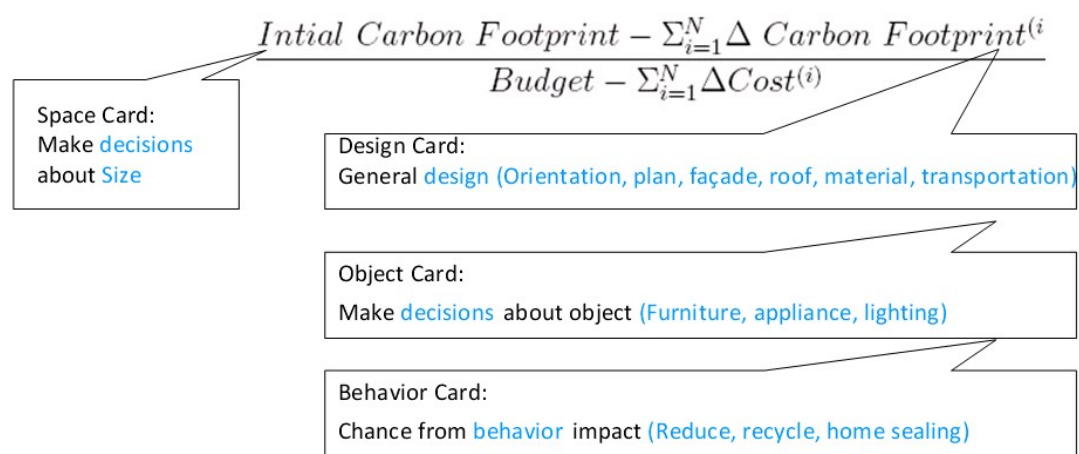 Intial Carbon Footprint − Σ_{i=1}^{N} Δ Carbon Footprint^{(i}
Budget − Σ_{i=1}^{N} ΔCost^{(i)}
Space Card:
Make decisions
about Size
Design Card:
General design (Orientation, plan, façade, roof, material, transportation)
Object Card:
Make decisions about object (Furniture, appliance, lighting)
Behavior Card:
Chance from behavior impact (Reduce, recycle, home sealing)